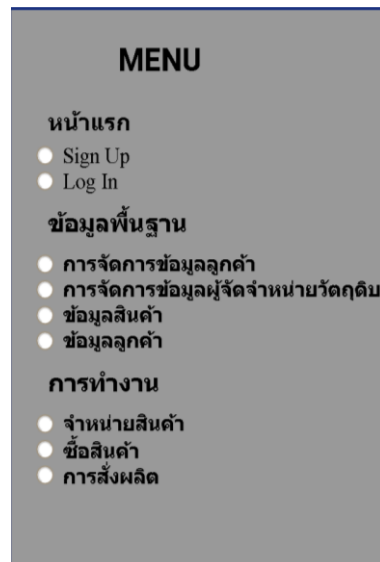 MENU
หน้าแรก
Sign Up
Log In
ข้อมูลพื้นฐาน
การจัดการข้อมูลลูกค้า
การจัดการข้อมูลผู้จัดจำหน่ายวัตถุดิบ
ข้อมูลสินค้า
ข้อมูลลูกค้า
การทำงาน
จำหน่ายสินค้า
ซื้อสินค้า
การสั่งผลิต